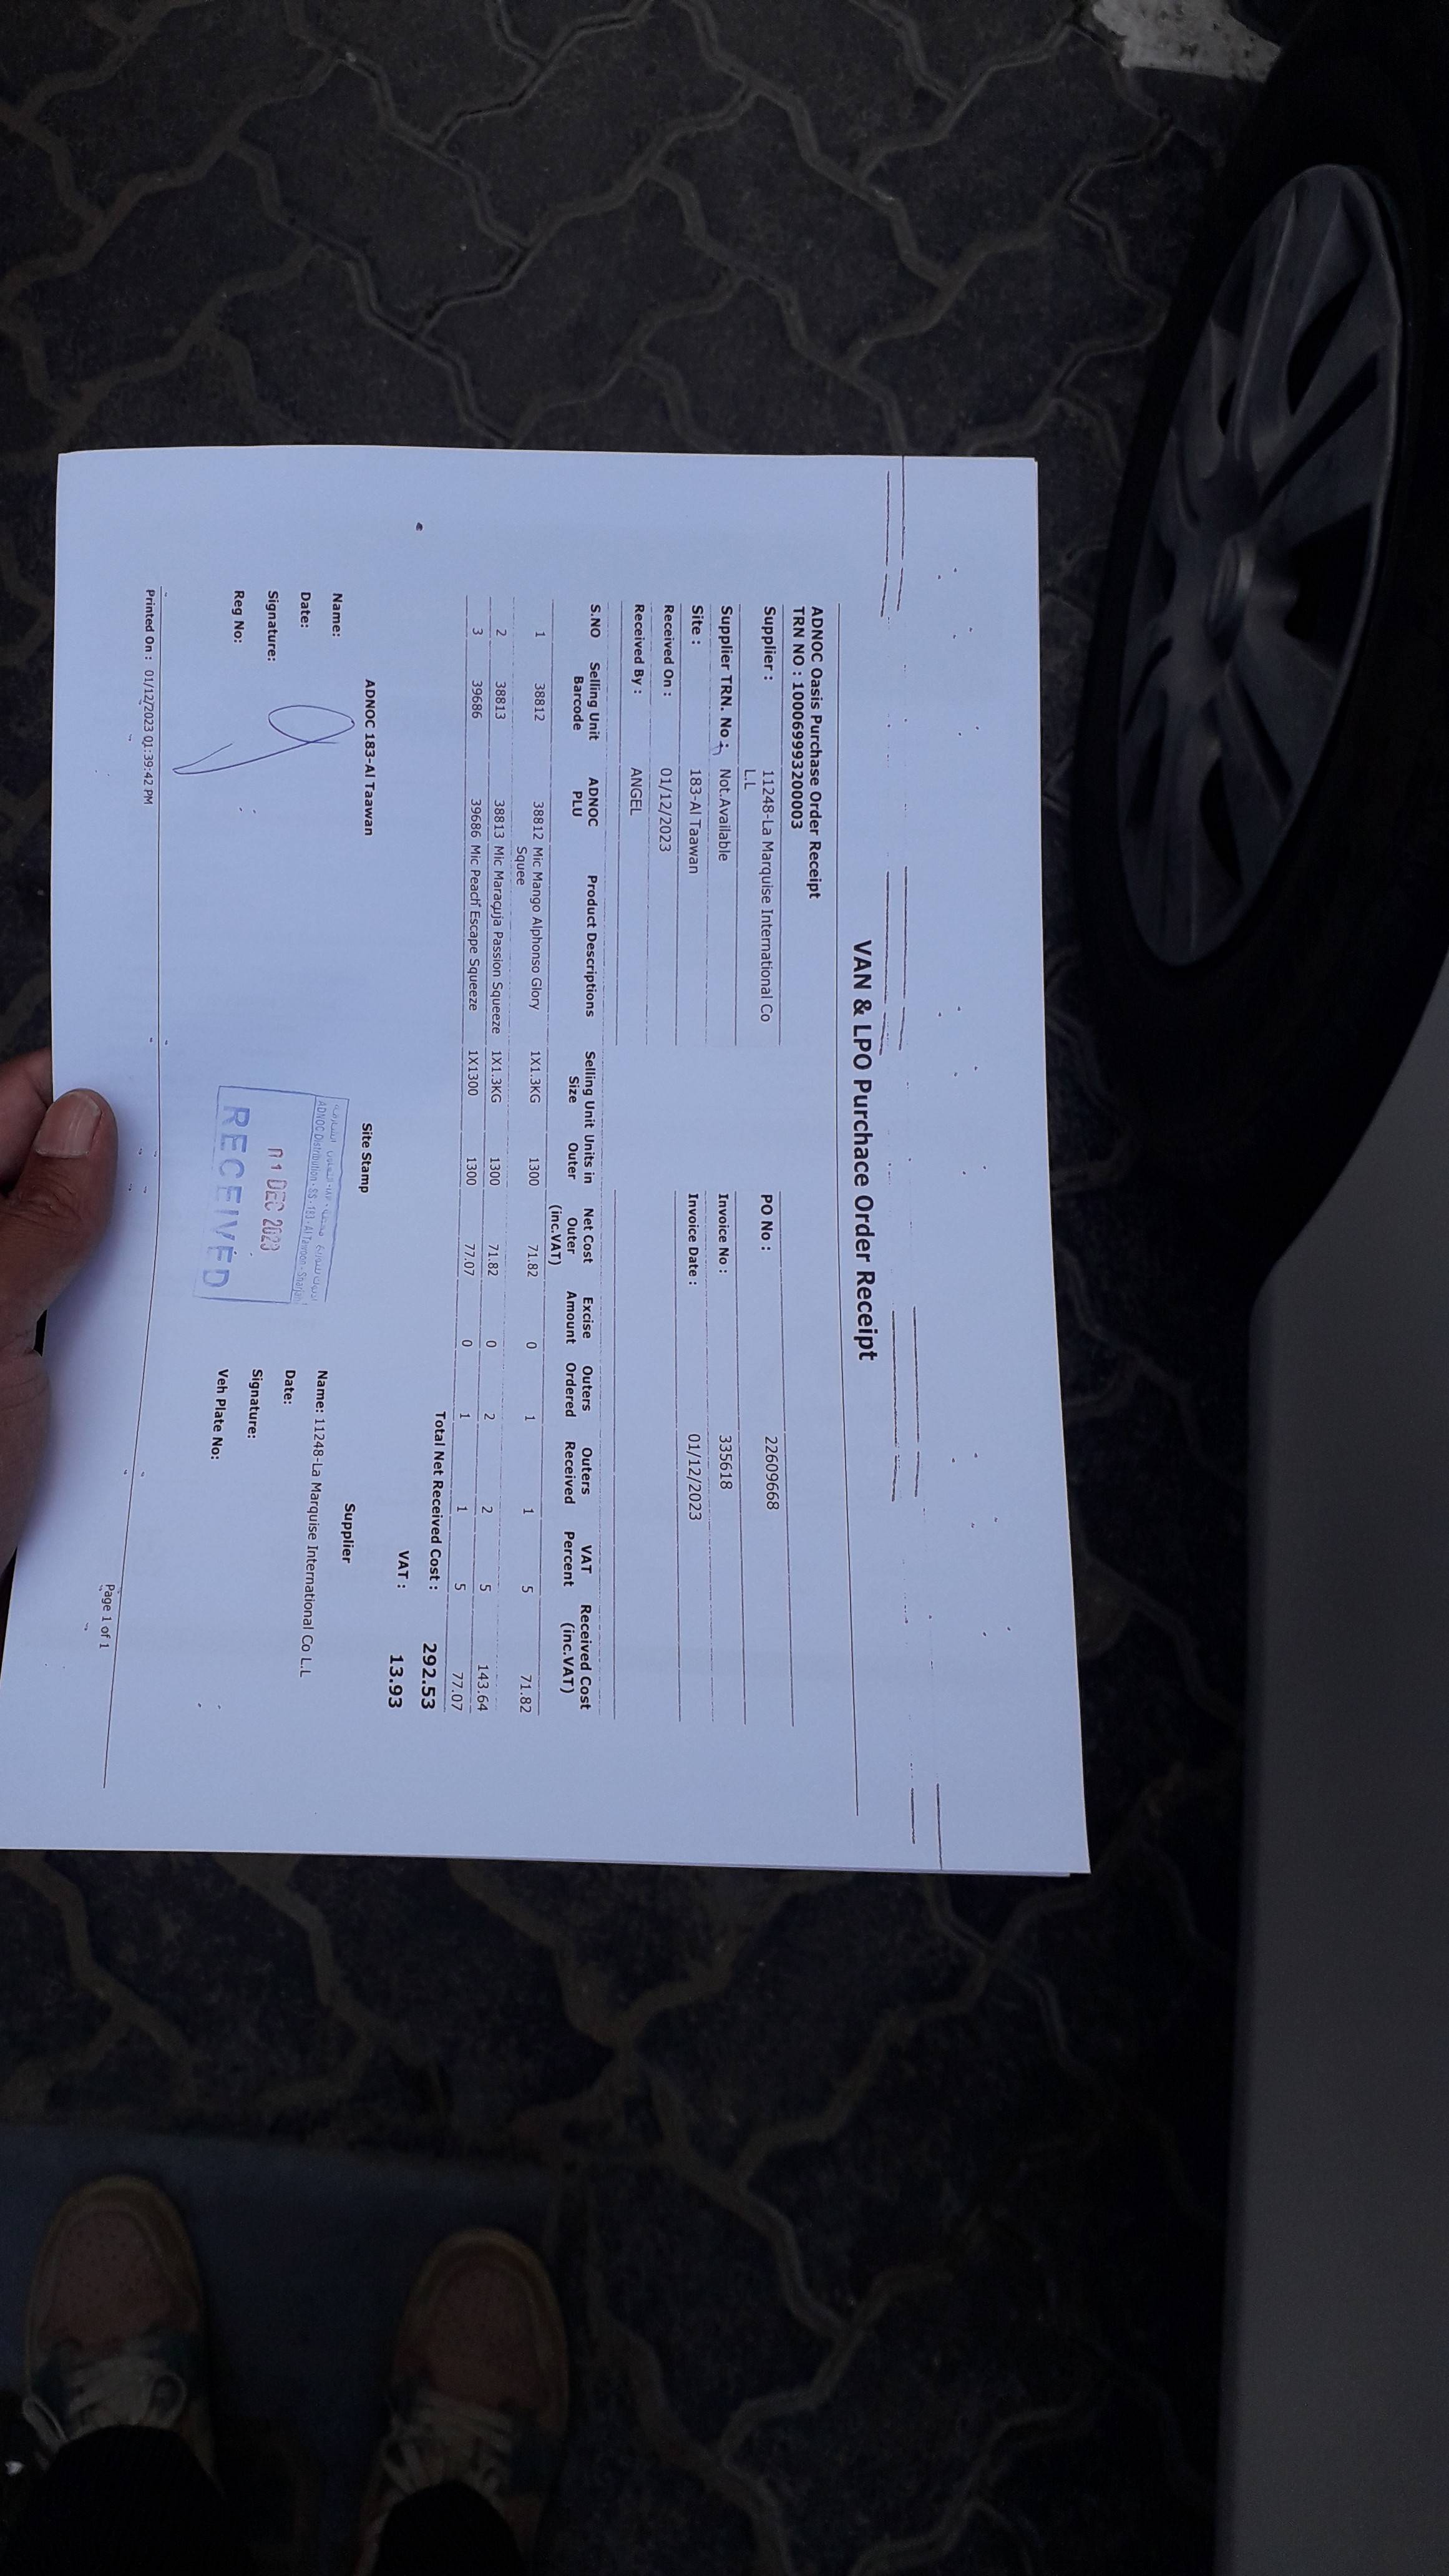 VAN & LPO Purchace Order Receipt
ADNOC Oasis Purchase Order Receipt
TRN NO : 100069993200003
Supplier : 11248-La Marquise International Co L.L PO No : 22609668
Supplier TRN. No : Not Available Invoice No : 335618
Site : 183-Al Taawan Invoice Date : 01/12/2023
Received On : 01/12/2023
Received By : ANGEL
S.NO Selling Unit Barcode ADNOC PLU Product Descriptions Selling Unit Size Units in Outer Net Cost Outer (inc.VAT) Excise Amount Outers Ordered Outers Received VAT Percent Received Cost (inc.VAT)
1 38812 38812 Mic Mango Alphonso Glory Squee 1X1.3KG 1300 71.82 0 1 1 5 71.82
2 38813 38813 Mic Maracuja Passion Squeeze 1X1.3KG 1300 71.82 0 2 2 5 143.64
3 39686 39686 Mic Peach Escape Squeeze 1X1300 1300 77.07 0 1 1 5 77.07
Total Net Received Cost : 292.53
VAT : 13.93
ADNOC 183-Al Taawan Site Stamp Supplier
Name: Name: 11248-La Marquise International Co L.L
Date: Date:
Signature: Signature:
Reg No: Veh Plate No:
ADNOC Distribution - SS - 183 - Al Tawoon - Sharjah
01 DEC 2023
RECEIVED
Printed On : 01/12/2023 01:39:42 PM
Page 1 of 1